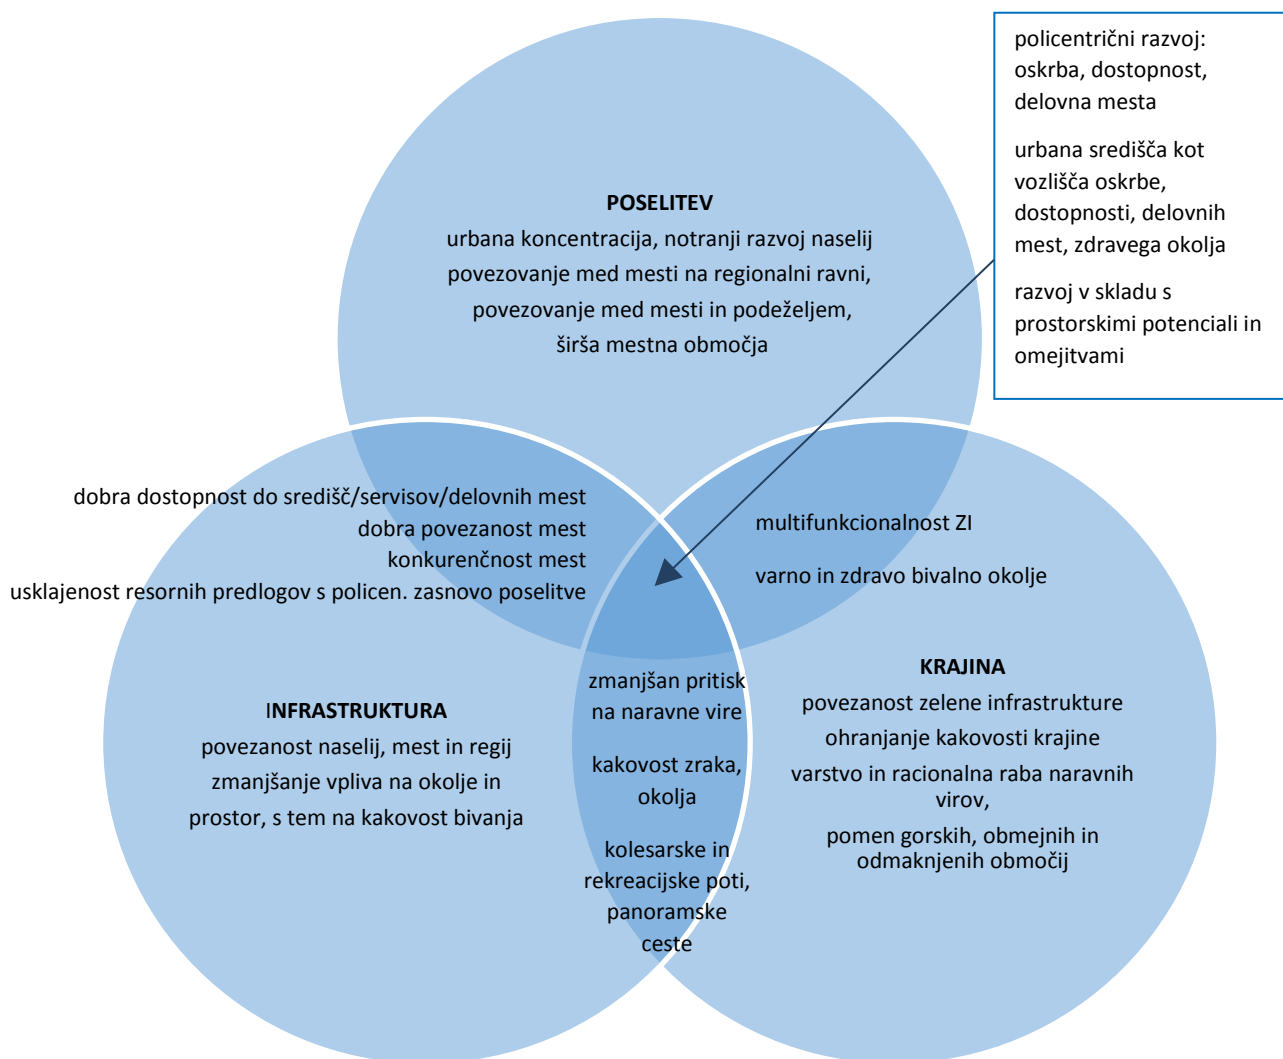 policentrični razvoj:
oskrba, dostopnost,
delovna mesta
urbana središča kot
vozlišča oskrbe,
dostopnosti, delovnih
mest, zdravega okolja
razvoj v skladu s
prostorskimi potenciali in
omejitvami
POSELITEV
urbana koncentracija, notranji razvoj naselij
povezovanje med mesti na regionalni ravni,
povezovanje med mesti in podeželjem,
širša mestna območja
dobra dostopnost do središč/servisov/delovnih mest
dobra povezanost mest
konkurenčnost mest
usklajenost resornih predlogov s policen. zasnovo poselitve
multifunkcionalnost ZI
varno in zdravo bivalno okolje
INFRASTRUKTURA
povezanost naselij, mest in regij
zmanjšanje vpliva na okolje in
prostor, s tem na kakovost bivanja
zmanjšan pritisk
na naravne vire
kakovost zraka,
okolja
kolesarske in
rekreacijske poti,
panoramske
ceste
KRAJINA
povezanost zelene infrastrukture
ohranjanje kakovosti krajine
varstvo in racionalna raba naravnih
virov,
pomen gorskih, obmejnih in
odmaknjenih območij